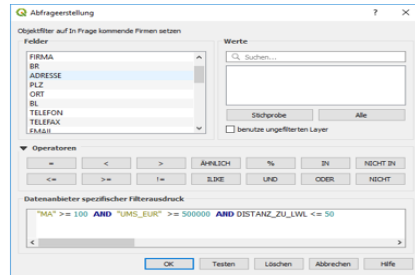 Abfrageerstellung
? ×
Objektfilter auf In Frage kommende Firmen setzen
Felder
FIRMA
BR
ADRESSE
PLZ
ORT
BL
TELEFON
TELEFAX
EMAIL
Werte
Suchen...
Stichprobe Alle
benutze ungefilterten Layer
Operatoren
= < > ÄHNLICH % IN NICHT IN
<= >= != ILIKE UND ODER NICHT
Datenanbieter spezifischer Filterausdruck
"MA" >= 100 AND "UMS_EUR" >= 500000 AND DISTANZ_ZU_LWL <= 50
OK Testen Löschen Abbrechen Hilfe